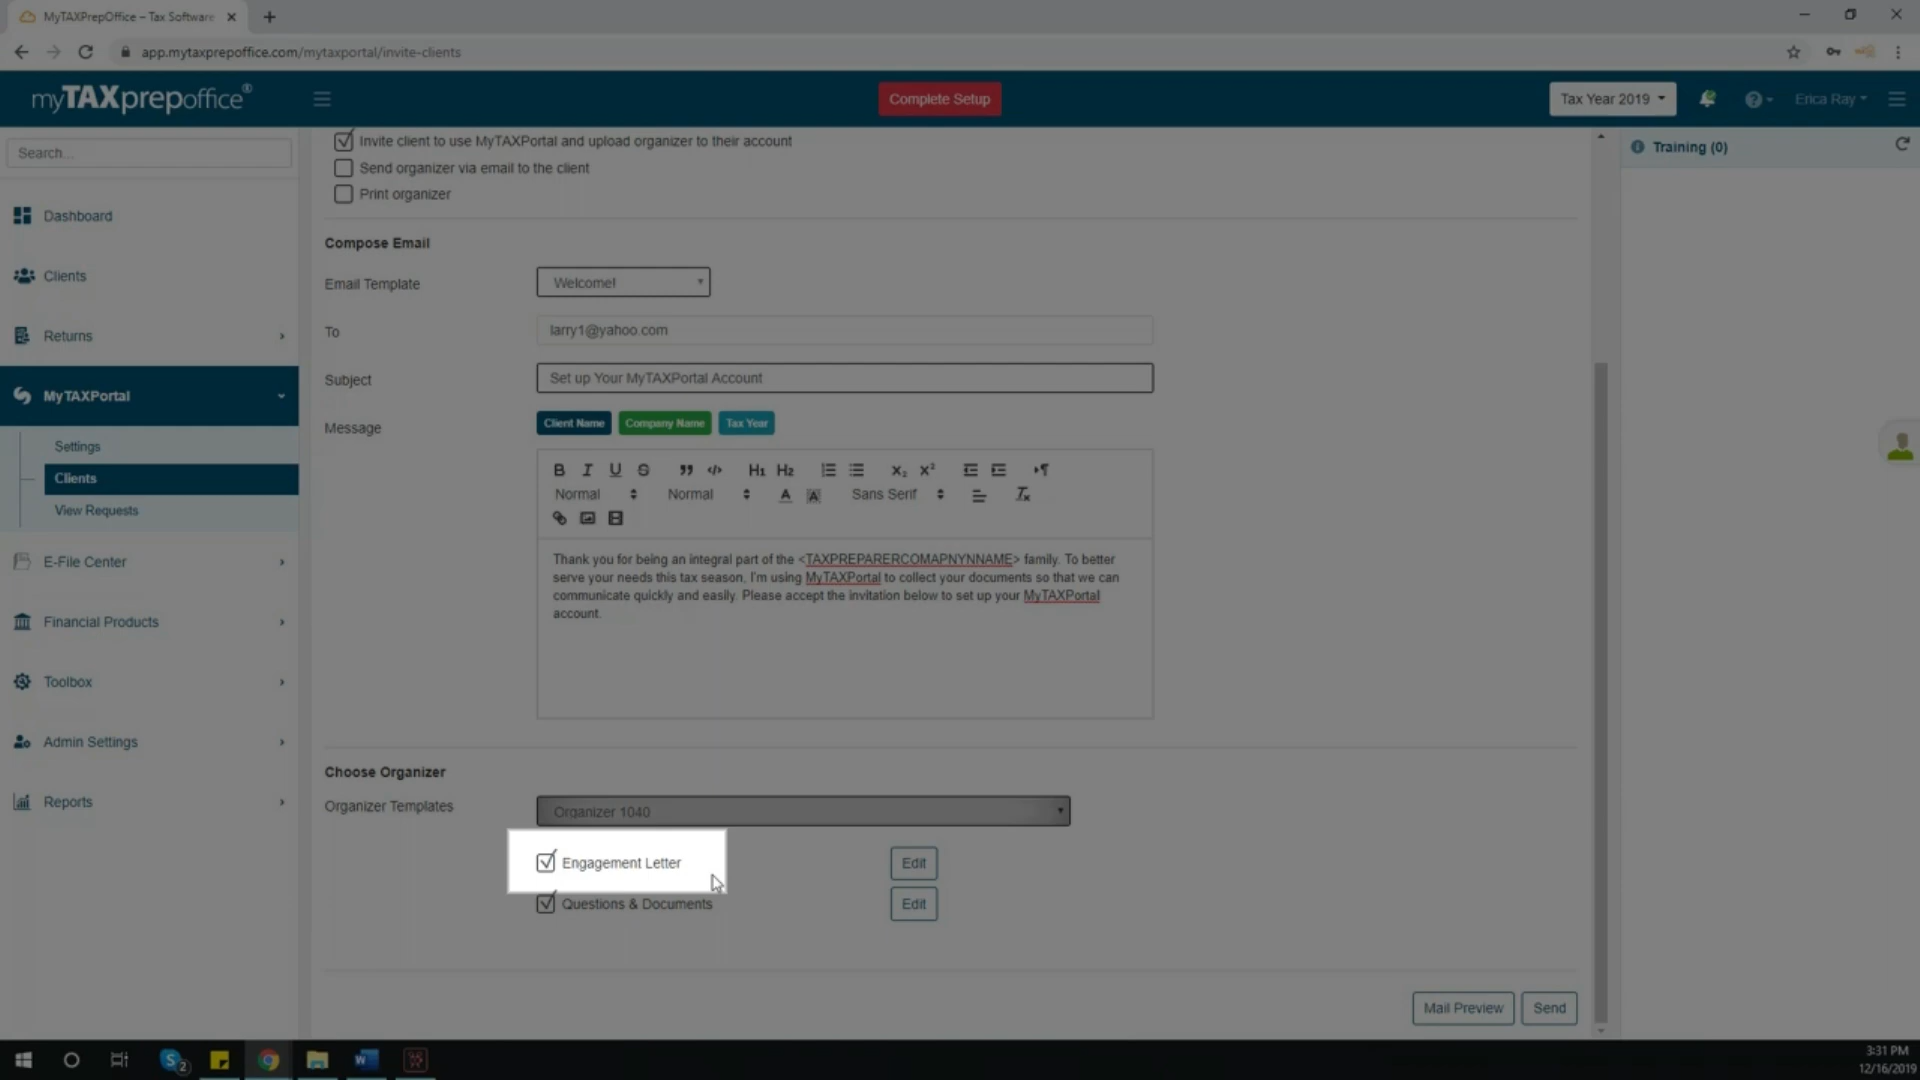 MyTAXPrepOffice – Tax Software
app.mytaxprepoffice.com/mytaxportal/invite-clients
myTAXprepoffice®
Complete Setup
Tax Year 2019
Erica Ray
Search...
Dashboard
Clients
Returns
MyTAXPortal
Settings
Clients
View Requests
E-File Center
Financial Products
Toolbox
Admin Settings
Reports
Invite client to use MyTAXPortal and upload organizer to their account
Send organizer via email to the client
Print organizer
Compose Email
Email Template
Welcome!
To
larry1@yahoo.com
Subject
Set up Your MyTAXPortal Account
Message
Client Name Company Name Tax Year
B I U S H1 H2 X2 X2
Normal Normal A A Sans Serif Tx
Thank you for being an integral part of the <TAXPREPARERCOMAPNYNNAME> family. To better
serve your needs this tax season, I'm using MyTAXPortal to collect your documents so that we can
communicate quickly and easily. Please accept the invitation below to set up your MyTAXPortal
account.
Choose Organizer
Organizer Templates
Organizer 1040
Engagement Letter Edit
Questions & Documents Edit
Mail Preview Send
Training (0)
3:31 PM
12/16/2019